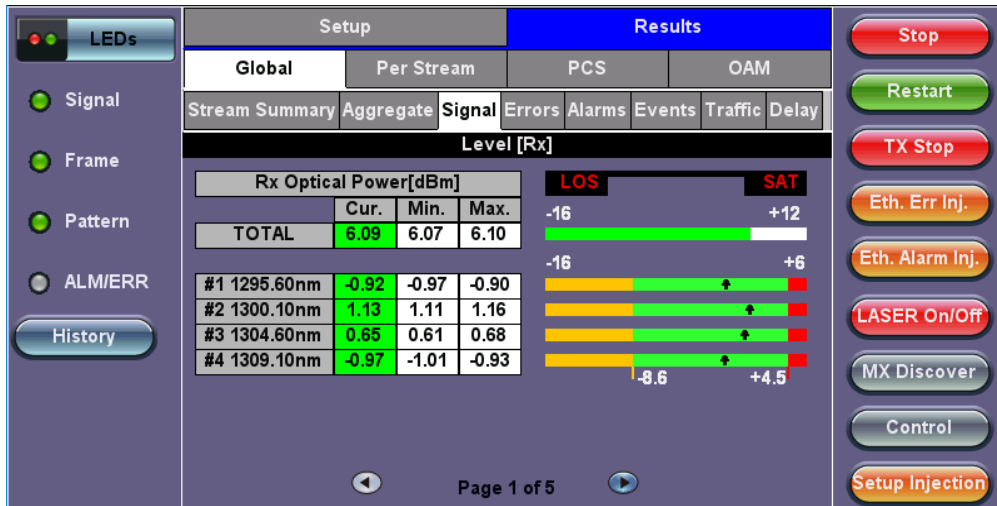 LEDs
Setup
Results
Stop
Global
Per Stream
PCS
OAM
Signal
Stream Summary
Aggregate
Signal
Errors
Alarms
Events
Traffic
Delay
Restart
Level [Rx]
TX Stop
Frame
Rx Optical Power[dBm]
LOS
SAT
Cur.
Min.
Max.
-16
+12
Eth. Err Inj.
Pattern
TOTAL
6.09
6.07
6.10
-16
+6
Eth. Alarm Inj.
ALM/ERR
#1 1295.60nm
-0.92
-0.97
-0.90
#2 1300.10nm
1.13
1.11
1.16
LASER On/Off
History
#3 1304.60nm
0.65
0.61
0.68
#4 1309.10nm
-0.97
-1.01
-0.93
-8.6
+4.5
MX Discover
Control
Page 1 of 5
Setup Injection